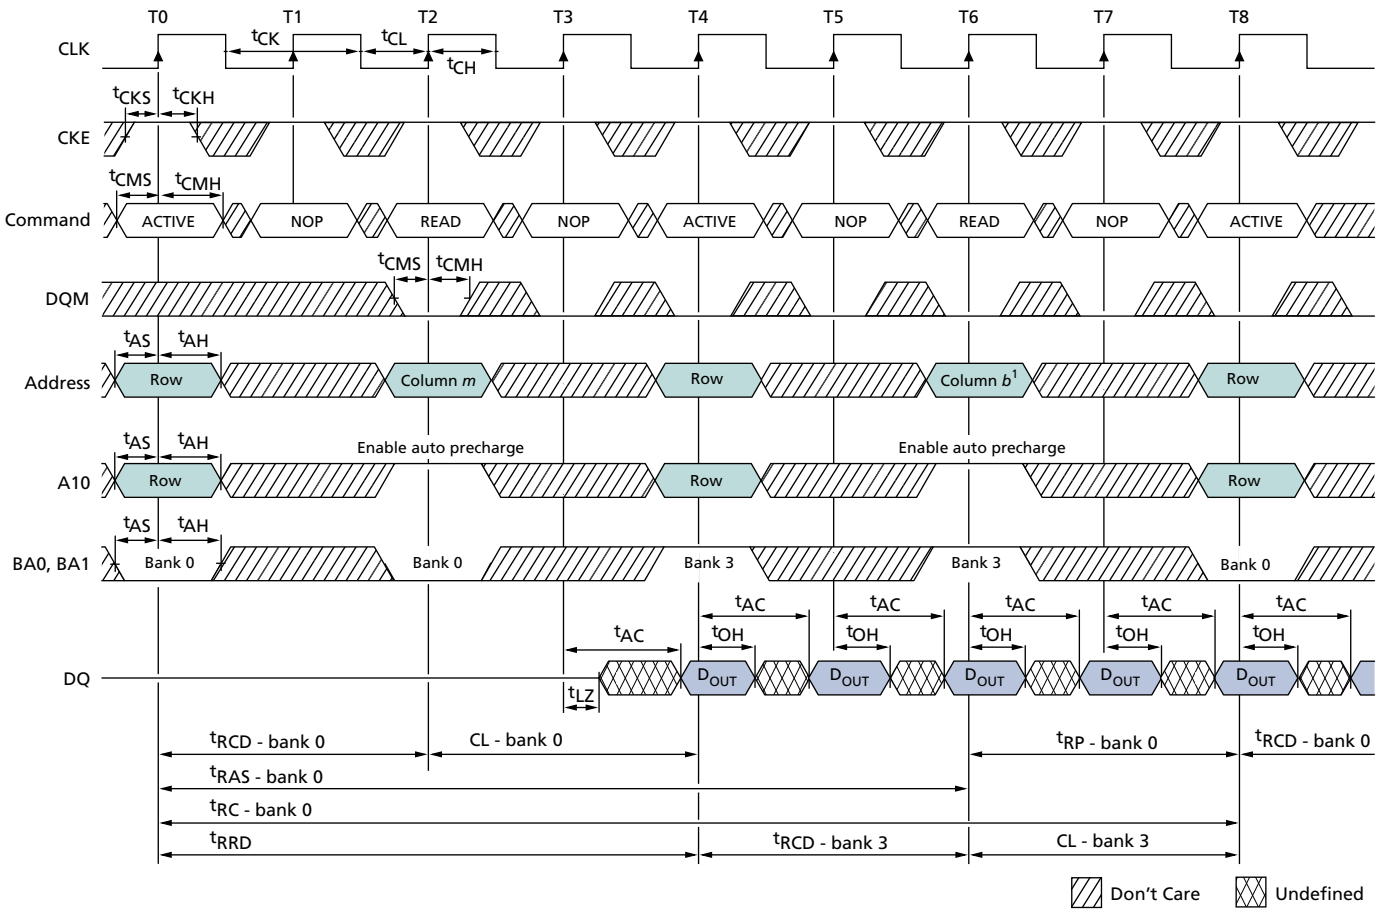 T0 T1 T2 T3 T4 T5 T6 T7 T8
CLK tCK tCL tCH
tCKS tCKH
CKE
tCMS tCMH
Command ACTIVE NOP READ NOP ACTIVE NOP READ NOP ACTIVE
tCMS tCMH
DQM
tAS tAH
Address Row Column m Row Column b1 Row
tAS tAH Enable auto precharge Enable auto precharge
A10 Row Row Row
tAS tAH
BA0, BA1 Bank 0 Bank 0 Bank 3 Bank 3 Bank 0
tAC tAC tAC tAC tAC
tAC tOH tOH tOH tOH tOH
DQ DOUT DOUT DOUT DOUT DOUT
tLZ
tRCD - bank 0 CL - bank 0 tRP - bank 0 tRCD - bank 0
tRAS - bank 0
tRC - bank 0
tRRD tRCD - bank 3 CL - bank 3
Don't Care Undefined